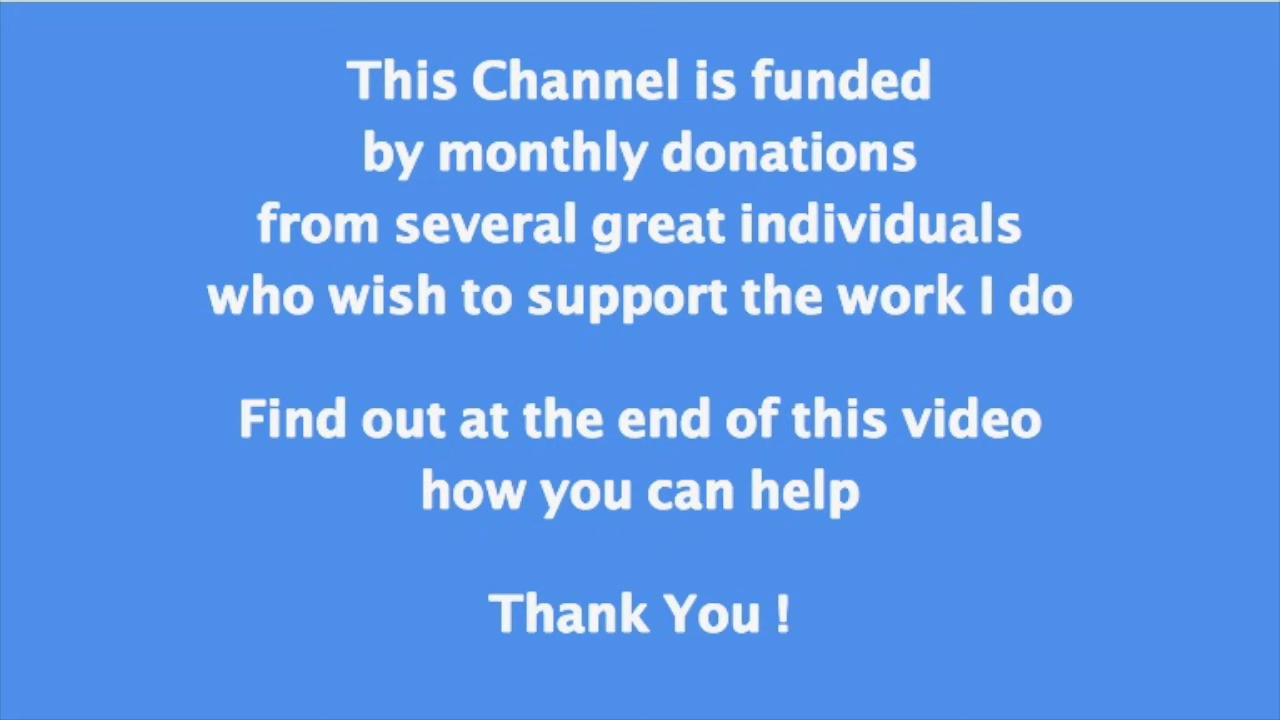 This Channel is funded
by monthly donations
from several great individuals
who wish to support the work I do
Find out at the end of this video
how you can help
Thank You !